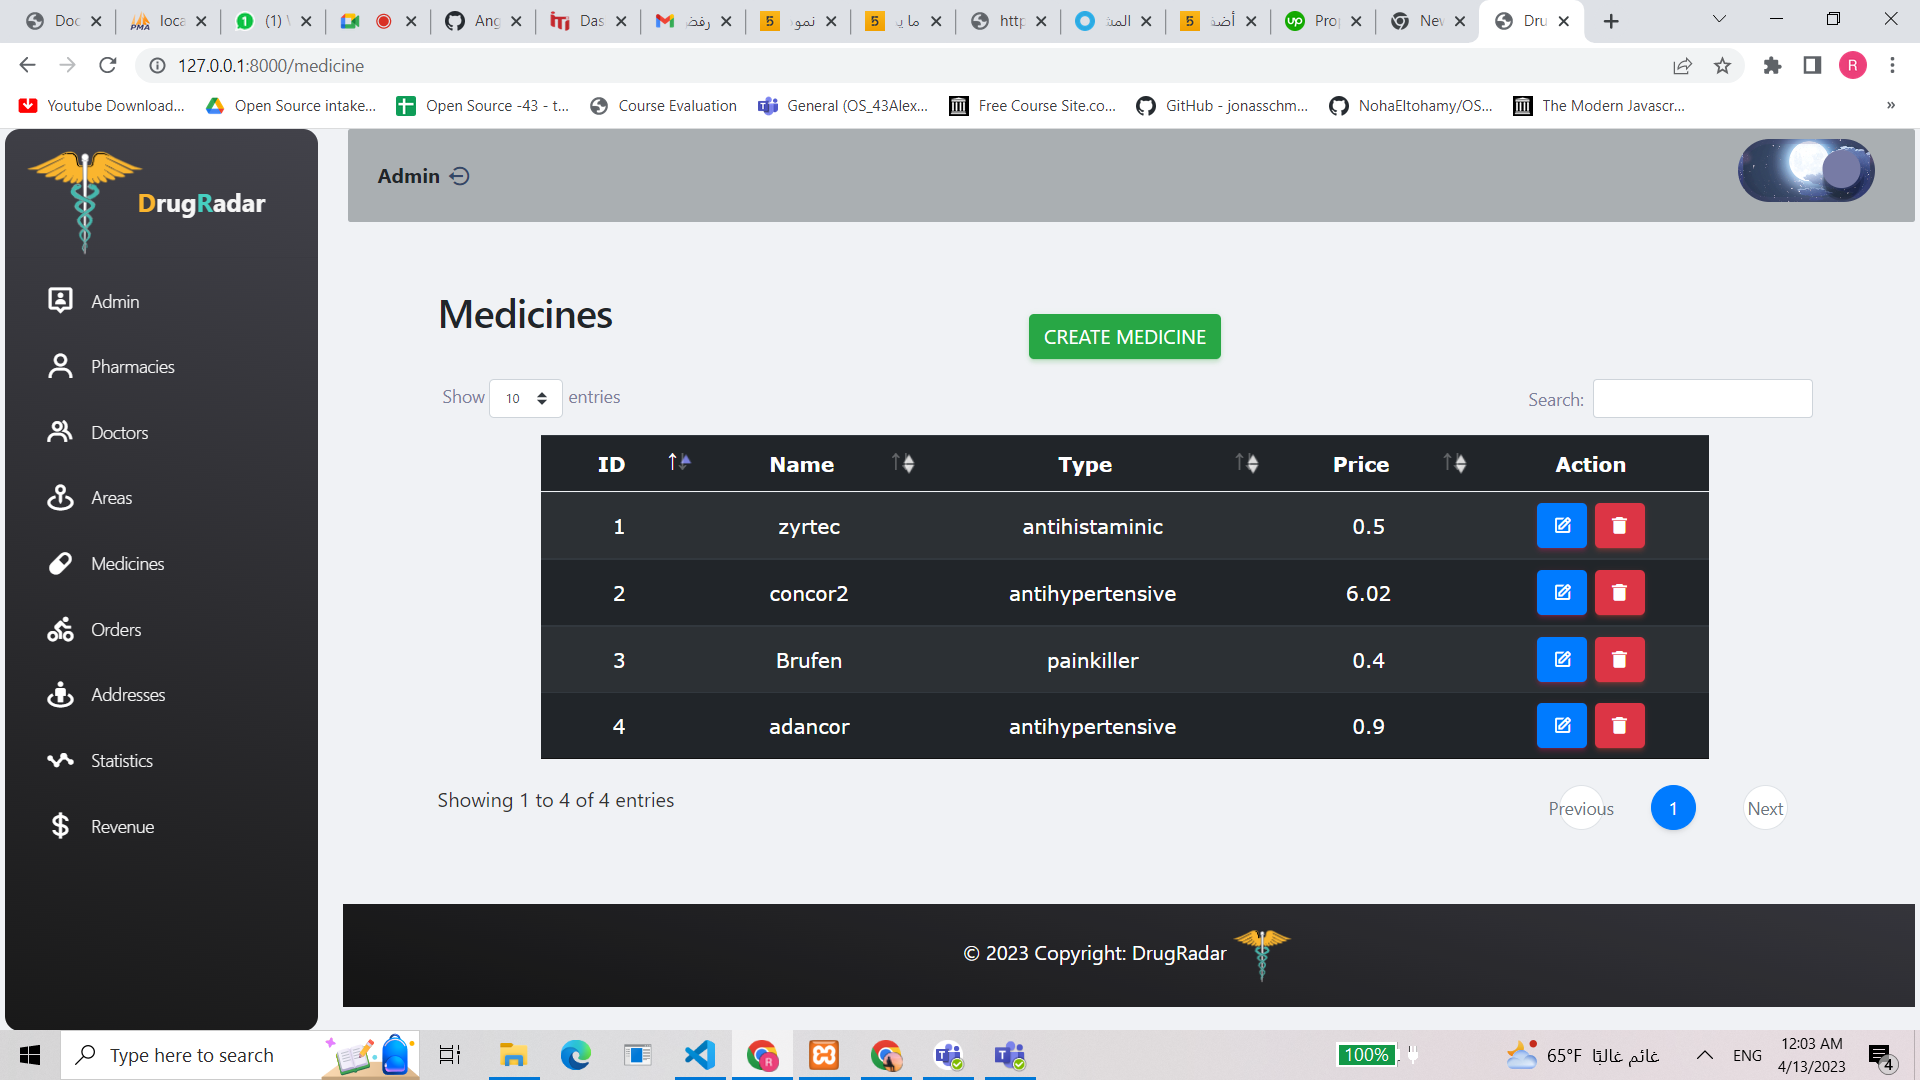 Doc
loca
(1)
Ang
Das
رفض
نمود
ما ي
http
المش
أضف
Pro
New
Dru
127.0.0.1:8000/medicine
R
Youtube Download...
Open Source intake...
Open Source -43 - t...
Course Evaluation
General (OS_43Alex...
Free Course Site.co...
GitHub - jonasschm...
NohaEltohamy/OS...
The Modern Javascr...
»
DrugRadar
Admin
Admin
Pharmacies
Doctors
Areas
Medicines
Orders
Addresses
Statistics
Revenue
Medicines
CREATE MEDICINE
Show 10 entries
Search:
ID Name Type Price Action
1 zyrtec antihistaminic 0.5
2 concor2 antihypertensive 6.02
3 Brufen painkiller 0.4
4 adancor antihypertensive 0.9
Showing 1 to 4 of 4 entries
Previous 1 Next
© 2023 Copyright: DrugRadar
Type here to search
100%
65°F غائم غالبًا
ENG
12:03 AM
4/13/2023
4